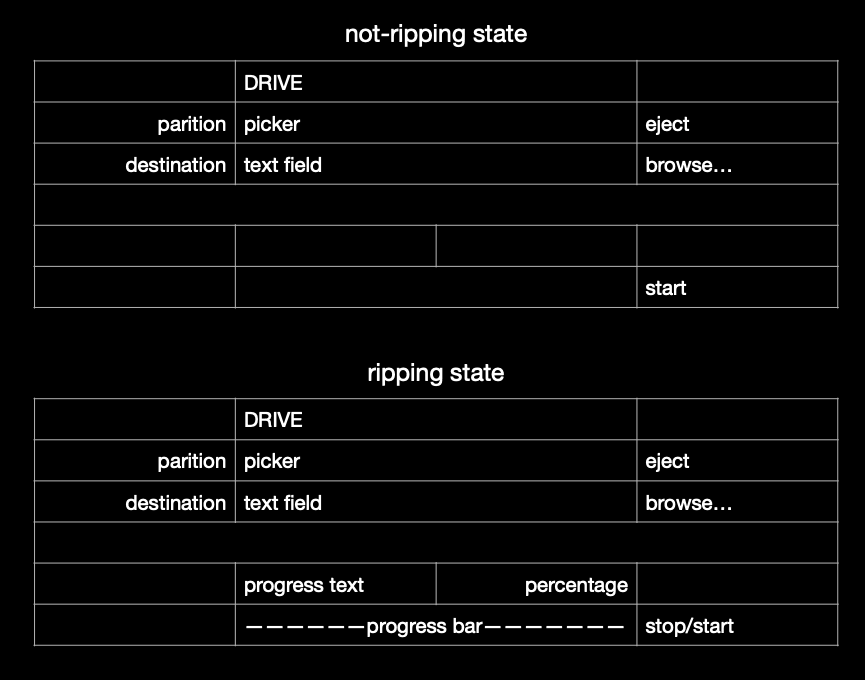 not-ripping state
DRIVE
parition picker eject
destination text field browse…
start
ripping state
DRIVE
parition picker eject
destination text field browse…
progress text percentage
——————progress bar———————  stop/start